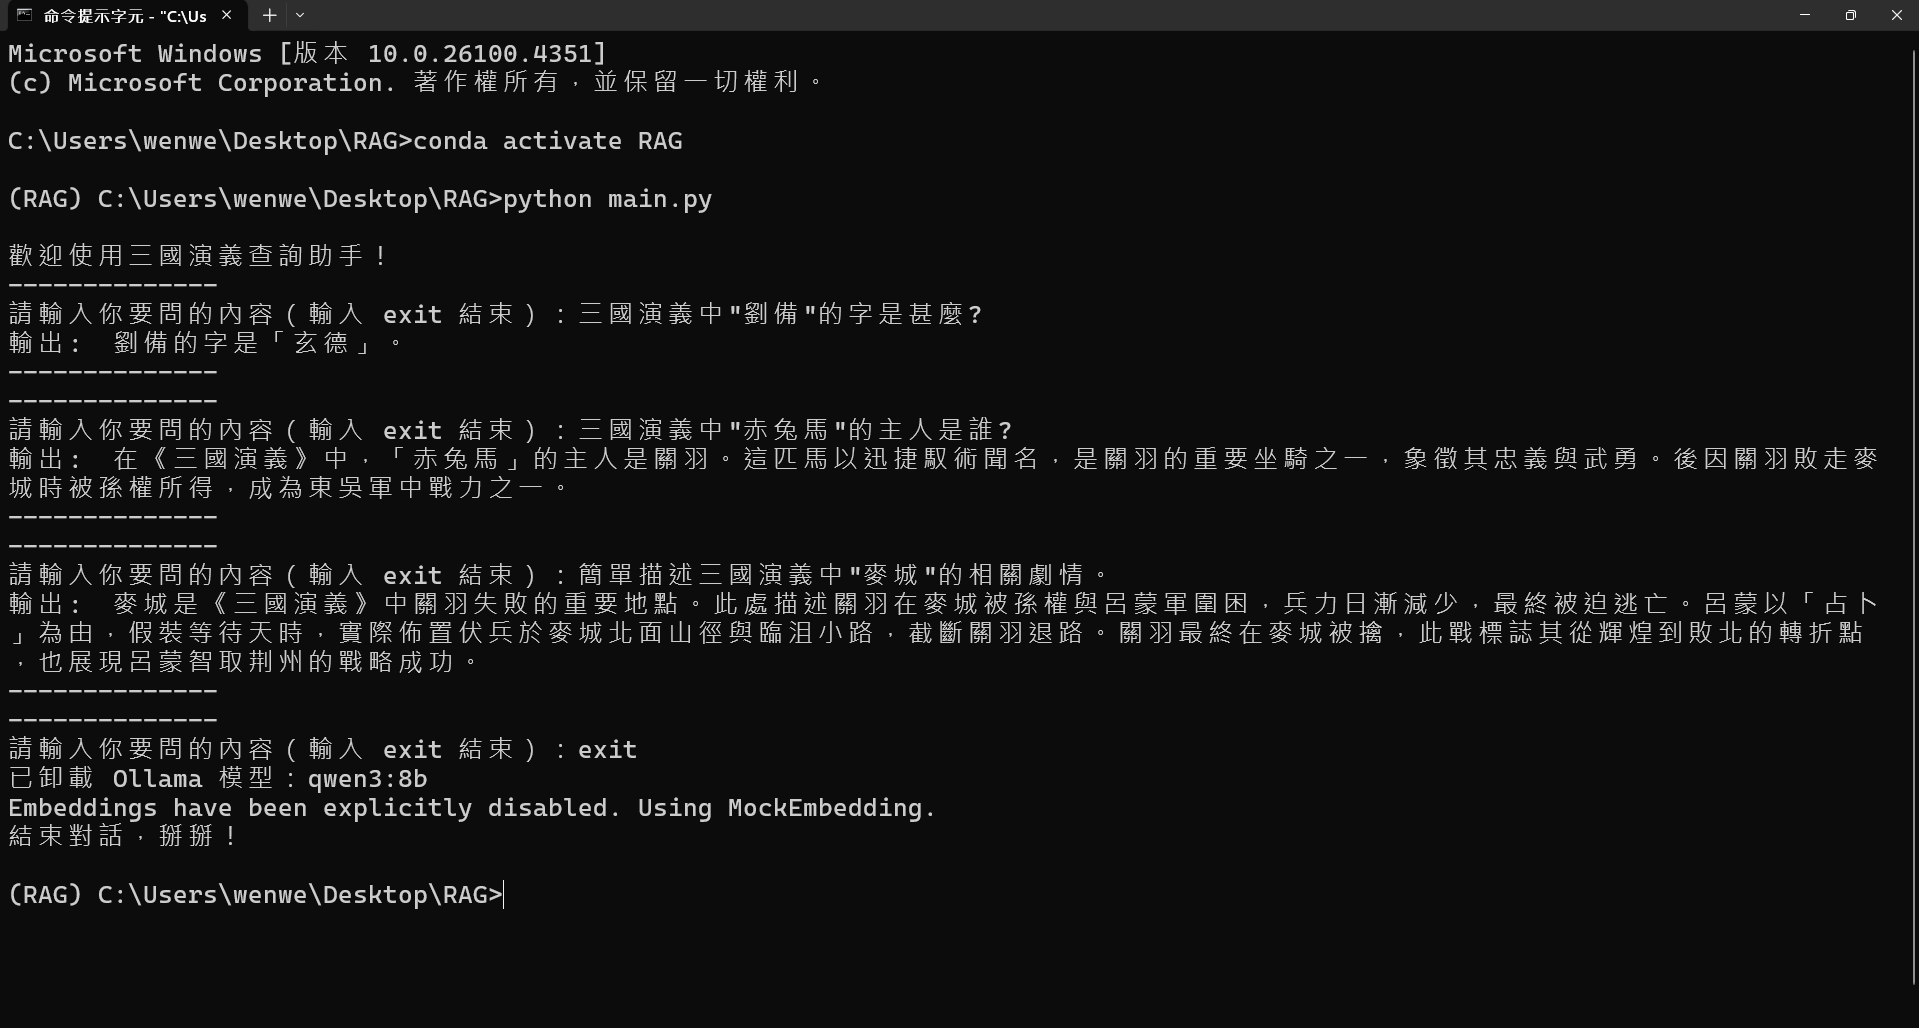 命令提示字元 - "C:\Us
Microsoft Windows [版本 10.0.26100.4351]
(c) Microsoft Corporation. 著作權所有，並保留一切權利。
C:\Users\wenwe\Desktop\RAG>conda activate RAG
(RAG) C:\Users\wenwe\Desktop\RAG>python main.py
歡迎使用三國演義查詢助手！
--------------
請輸入你要問的內容（輸入 exit 結束）：三國演義中"劉備"的字是甚麼?
輸出: 劉備的字是「玄德」。
--------------
--------------
請輸入你要問的內容（輸入 exit 結束）：三國演義中"赤兔馬"的主人是誰?
輸出: 在《三國演義》中，「赤兔馬」的主人是關羽。這匹馬以迅捷馭術聞名，是關羽的重要坐騎之一，象徵其忠義與武勇。後因關羽敗走麥
城時被孫權所得，成為東吳軍中戰力之一。
--------------
--------------
請輸入你要問的內容（輸入 exit 結束）：簡單描述三國演義中"麥城"的相關劇情。
輸出: 麥城是《三國演義》中關羽失敗的重要地點。此處描述關羽在麥城被孫權與呂蒙軍圍困，兵力日漸減少，最終被迫逃亡。呂蒙以「占卜
」為由，假裝等待天時，實際佈置伏兵於麥城北面山徑與臨沮小路，截斷關羽退路。關羽最終在麥城被擒，此戰標誌其從輝煌到敗北的轉折點
，也展現呂蒙智取荆州的戰略成功。
--------------
--------------
請輸入你要問的內容（輸入 exit 結束）：exit
已卸載 Ollama 模型：qwen3:8b
Embeddings have been explicitly disabled. Using MockEmbedding.
結束對話，掰掰！
(RAG) C:\Users\wenwe\Desktop\RAG>